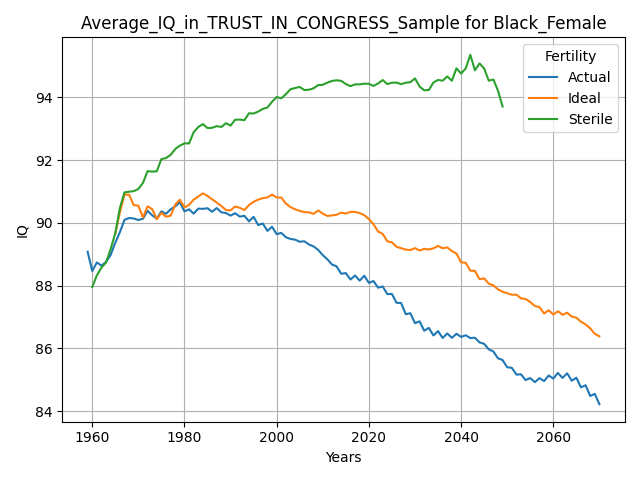 Average_IQ_in_TRUST_IN_CONGRESS_Sample for Black_Female
Fertility
Actual
Ideal
Sterile
IQ
94
92
90
88
86
84
1960 1980 2000 2020 2040 2060
Years